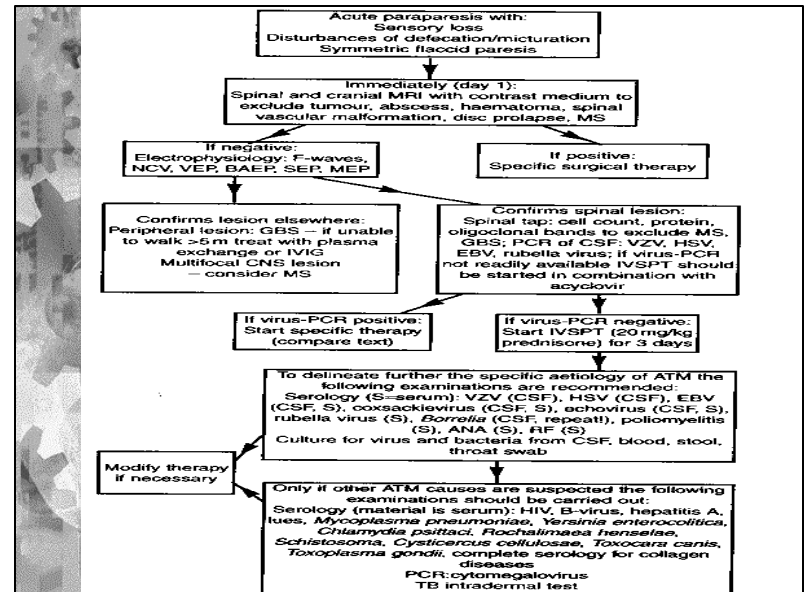 Acute paraparesis with:
Sensory loss
Disturbances of defecation/micturation
Symmetric flaccid paresis
Immediately (day 1):
Spinal and cranial MRI with contrast medium to
exclude tumour, abscess, haematoma, spinal
vascular malformation, disc prolapse, MS
If negative:
Electrophysiology: F-waves,
NCV, VEP, BAEP, SEP, MEP
If positive:
Specific surgical therapy
Confirms lesion elsewhere:
Peripheral lesion: GBS – if unable
to walk >5m treat with plasma
exchange or IVIG
Multifocal CNS lesion
– consider MS
Confirms spinal lesion:
Spinal tap: cell count, protein,
oligoclonal bands to exclude MS,
GBS; PCR of CSF: VZV, HSV,
EBV, rubella virus; if virus-PCR
not readily available IVSPT should
be started in combination with
acyclovir
If virus-PCR positive:
Start specific therapy
(compare text)
If virus-PCR negative:
Start IVSPT (20mg/kg
prednisone) for 3 days
To delineate further the specific aetiology of ATM the
following examinations are recommended:
Serology (S=serum): VZV (CSF), HSV (CSF), EBV
(CSF, S), coxsackievirus (CSF, S), echovirus (CSF, S),
rubella virus (S), Borrelia (CSF, repeat!), poliomyelitis
(S), ANA (S), RF (S)
Culture for virus and bacteria from CSF, blood, stool,
throat swab
Modify therapy
if necessary
Only if other ATM causes are suspected the following
examinations should be carried out:
Serology (material is serum): HIV, B-virus, hepatitis A,
lues, Mycoplasma pneumoniae, Yersinia enterocolitica,
Chlamydia psittaci, Rochalimaea henselae,
Schistosoma, Cysticercus cellulosae, Toxocara canis,
Toxoplasma gondii, complete serology for collagen
diseases
PCR:cytomegalovirus
TB intradermal test